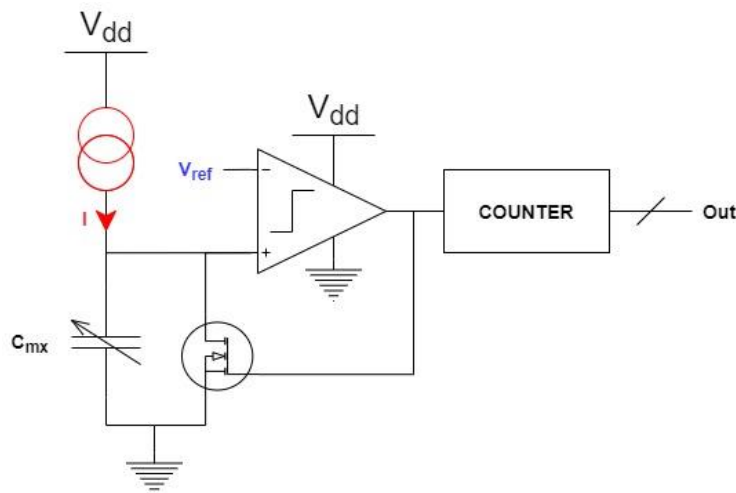 Vdd
Vdd
Vref
−
COUNTER
Out
I
+
Cmx